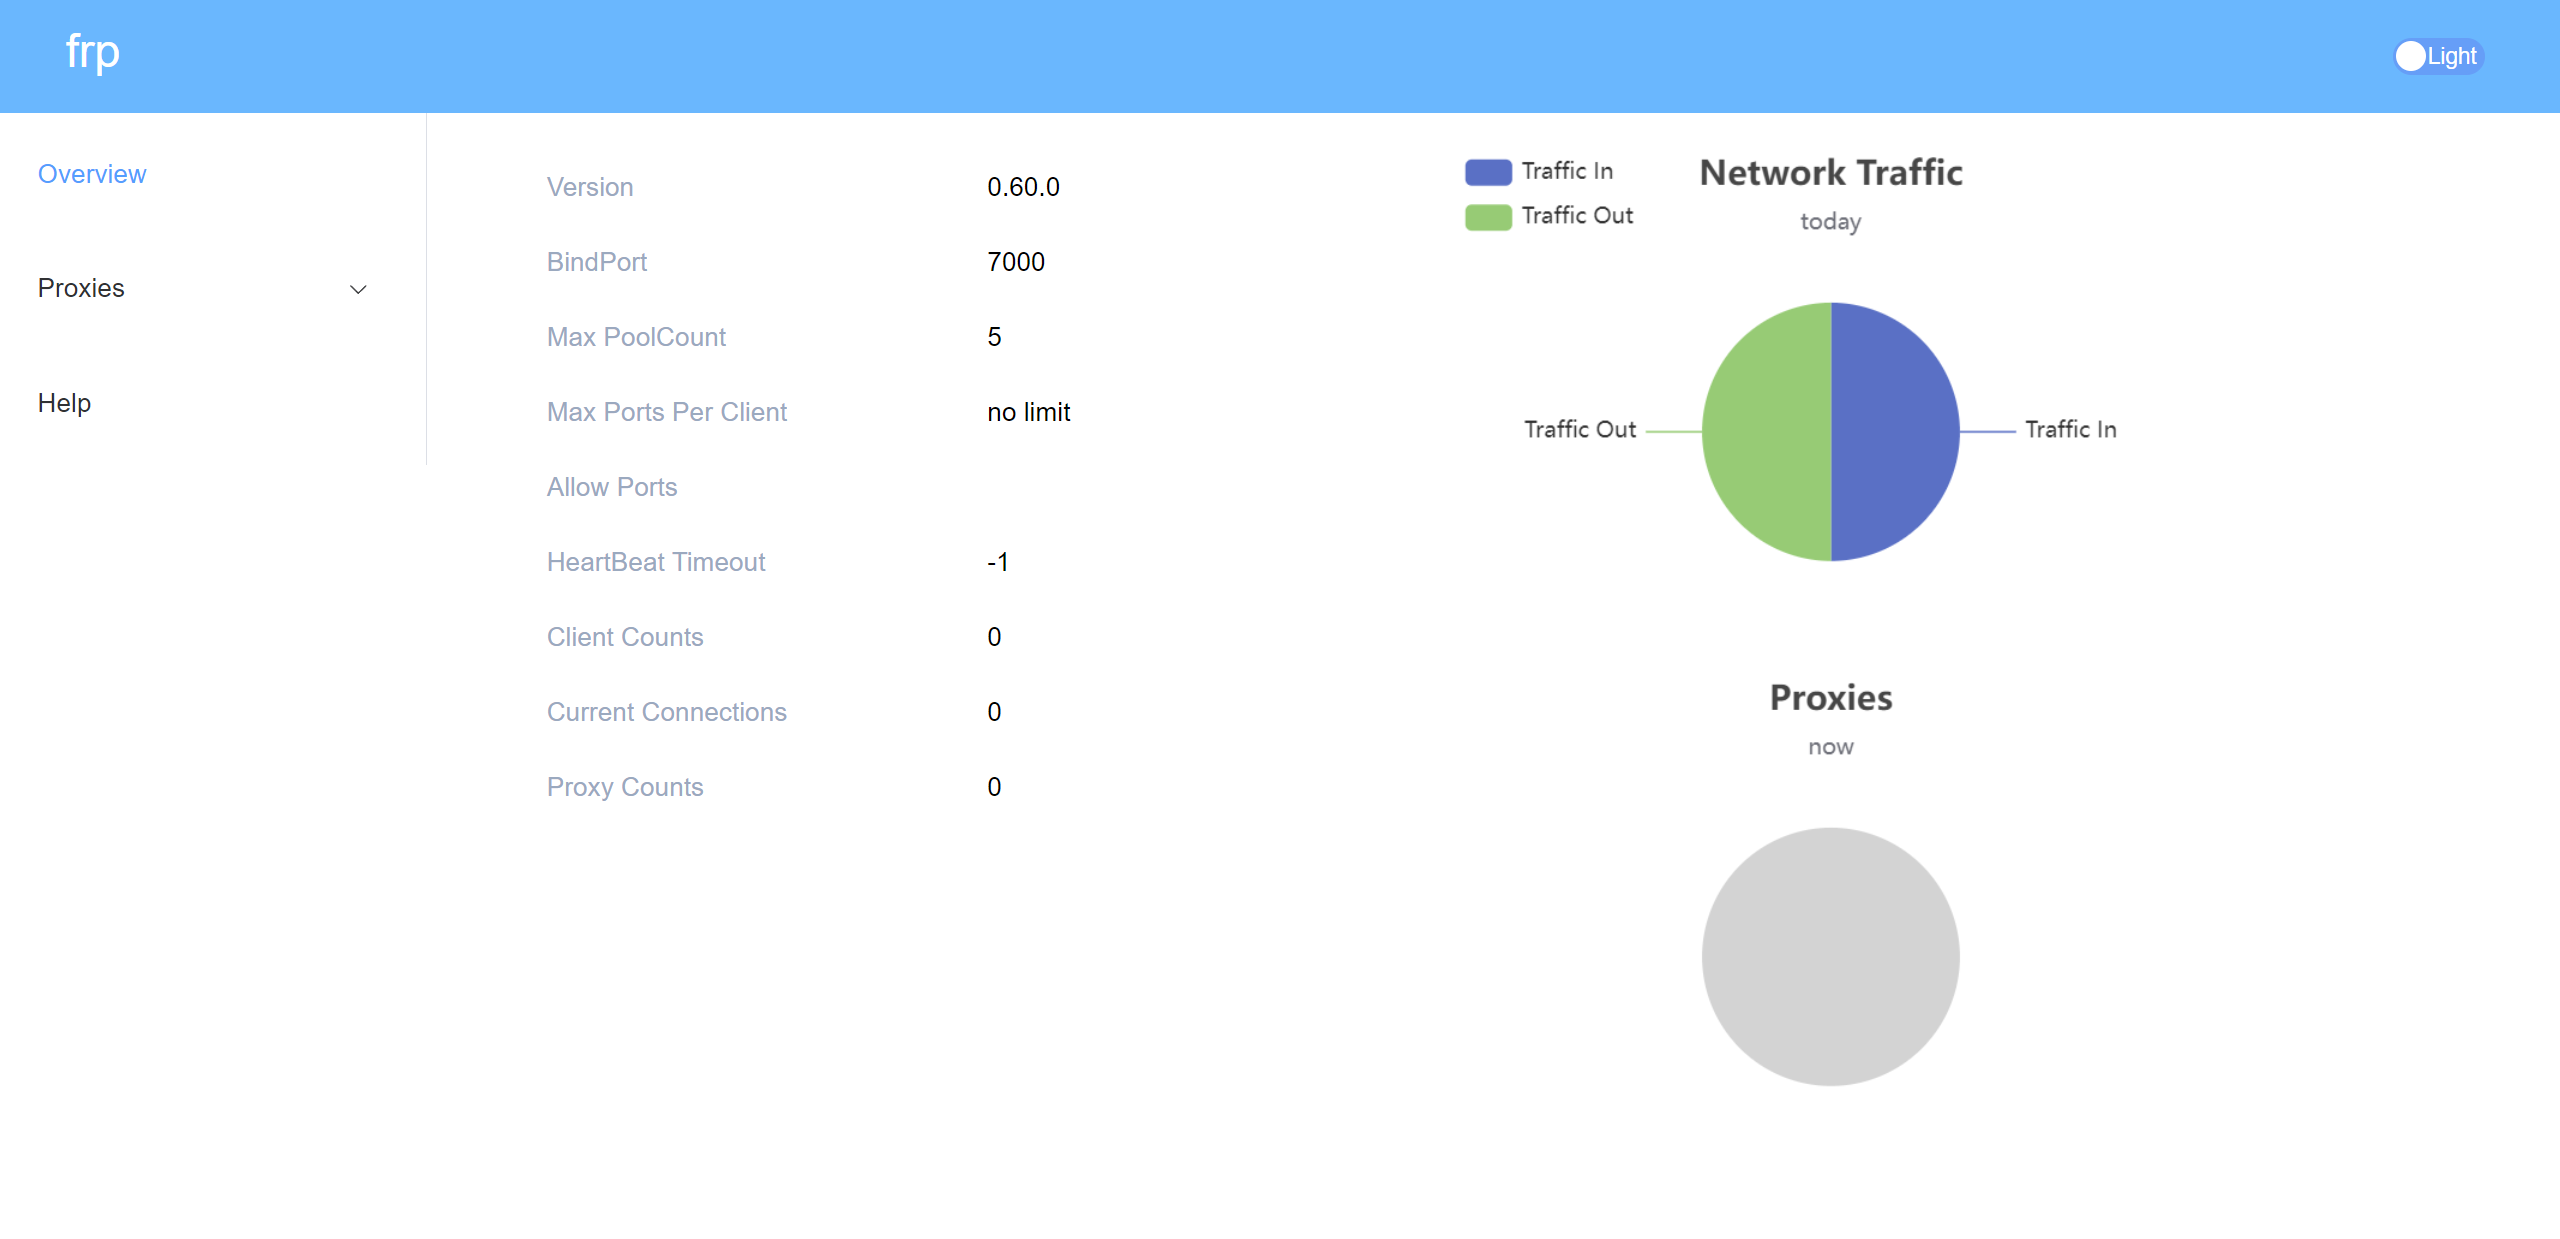 frp
Light
Overview
Proxies
Help
Version 0.60.0
BindPort 7000
Max PoolCount 5
Max Ports Per Client no limit
Allow Ports
HeartBeat Timeout -1
Client Counts 0
Current Connections 0
Proxy Counts 0
Traffic In
Traffic Out
Network Traffic
today
Traffic Out
Traffic In
Proxies
now